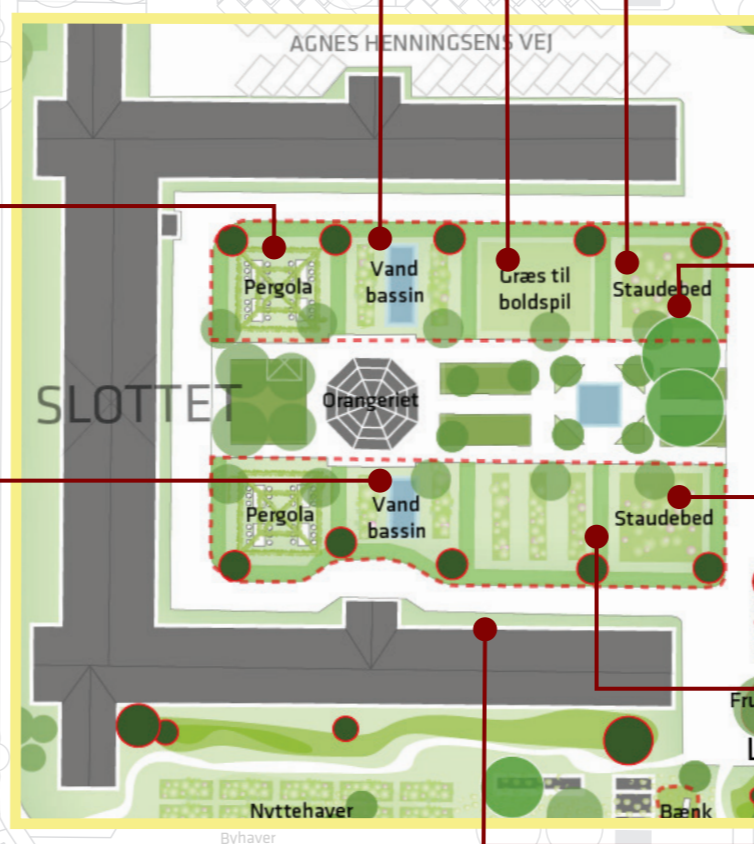 AGNES HENNINGSENS VEJ
Pergola
Vand
bassin
Græs til
boldspil
Staudebed
SLOTTET
Orangeriet
Pergola
Vand
bassin
Staudebed
Nyttehaver
Bænk
Byhaver